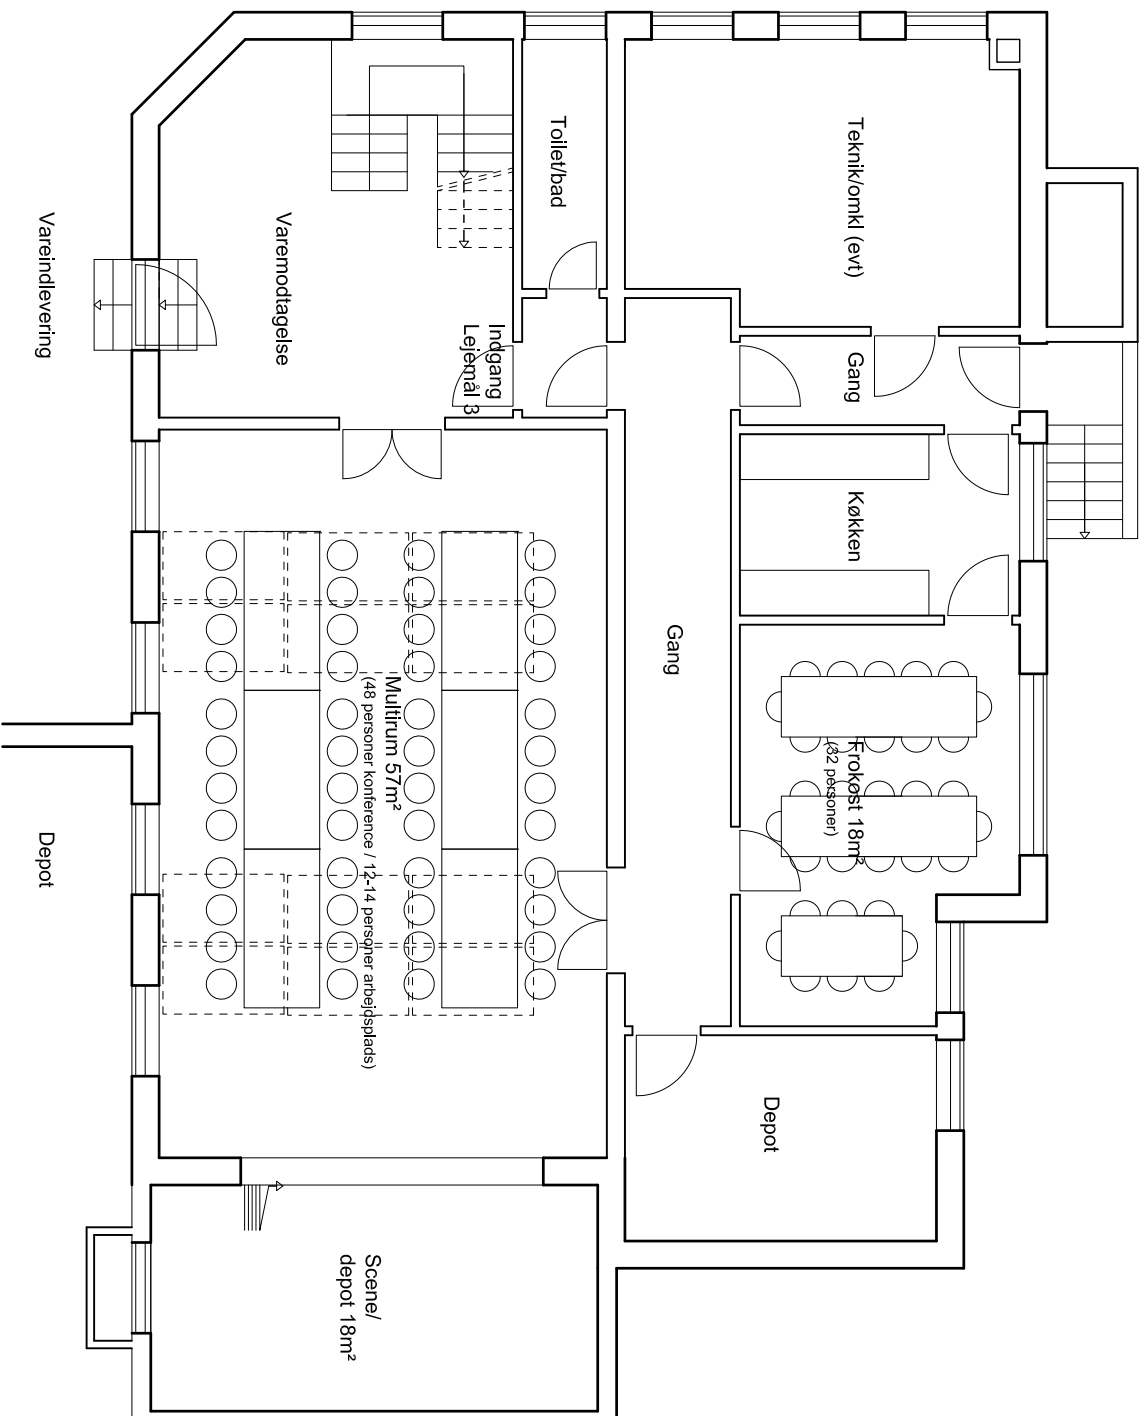 Teknik/omkl (evt)
Toilet/bad
Gang
Køkken
Frokost 18m²
(32 personer)
Gang
Depot
Indgang
Lejemål 3
Varemodtagelse
Vareindlevering
Multirum 57m²
(48 personer konference / 12-14 personer arbejdsplads)
Scene/
depot 18m²
Depot